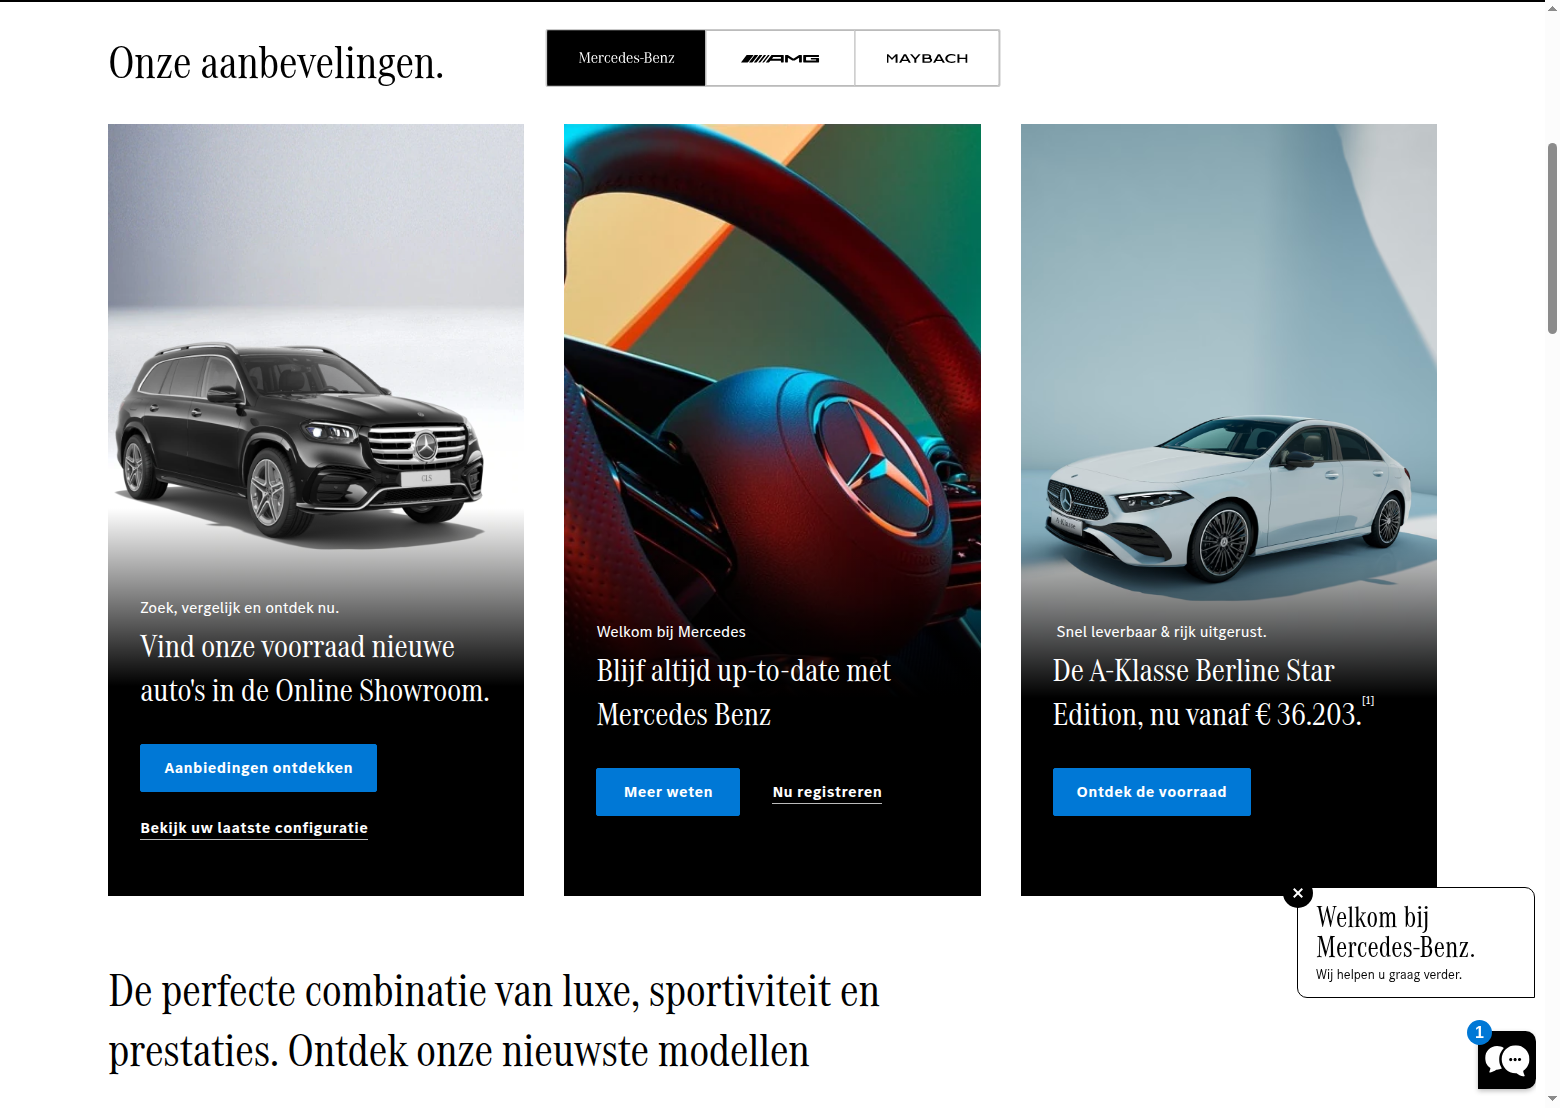 Onze aanbevelingen.
Mercedes-Benz
AMG
MAYBACH
GLS
Zoek, vergelijk en ontdek nu.
Vind onze voorraad nieuwe
auto's in de Online Showroom.
Aanbiedingen ontdekken
Bekijk uw laatste configuratie
Welkom bij Mercedes
Blijf altijd up-to-date met
Mercedes Benz
Meer weten
Nu registreren
A-Klasse
Snel leverbaar & rijk uitgerust.
De A-Klasse Berline Star
Edition, nu vanaf € 36.203.[1]
Ontdek de voorraad
Welkom bij
Mercedes-Benz.
Wij helpen u graag verder.
De perfecte combinatie van luxe, sportiviteit en
prestaties. Ontdek onze nieuwste modellen
1